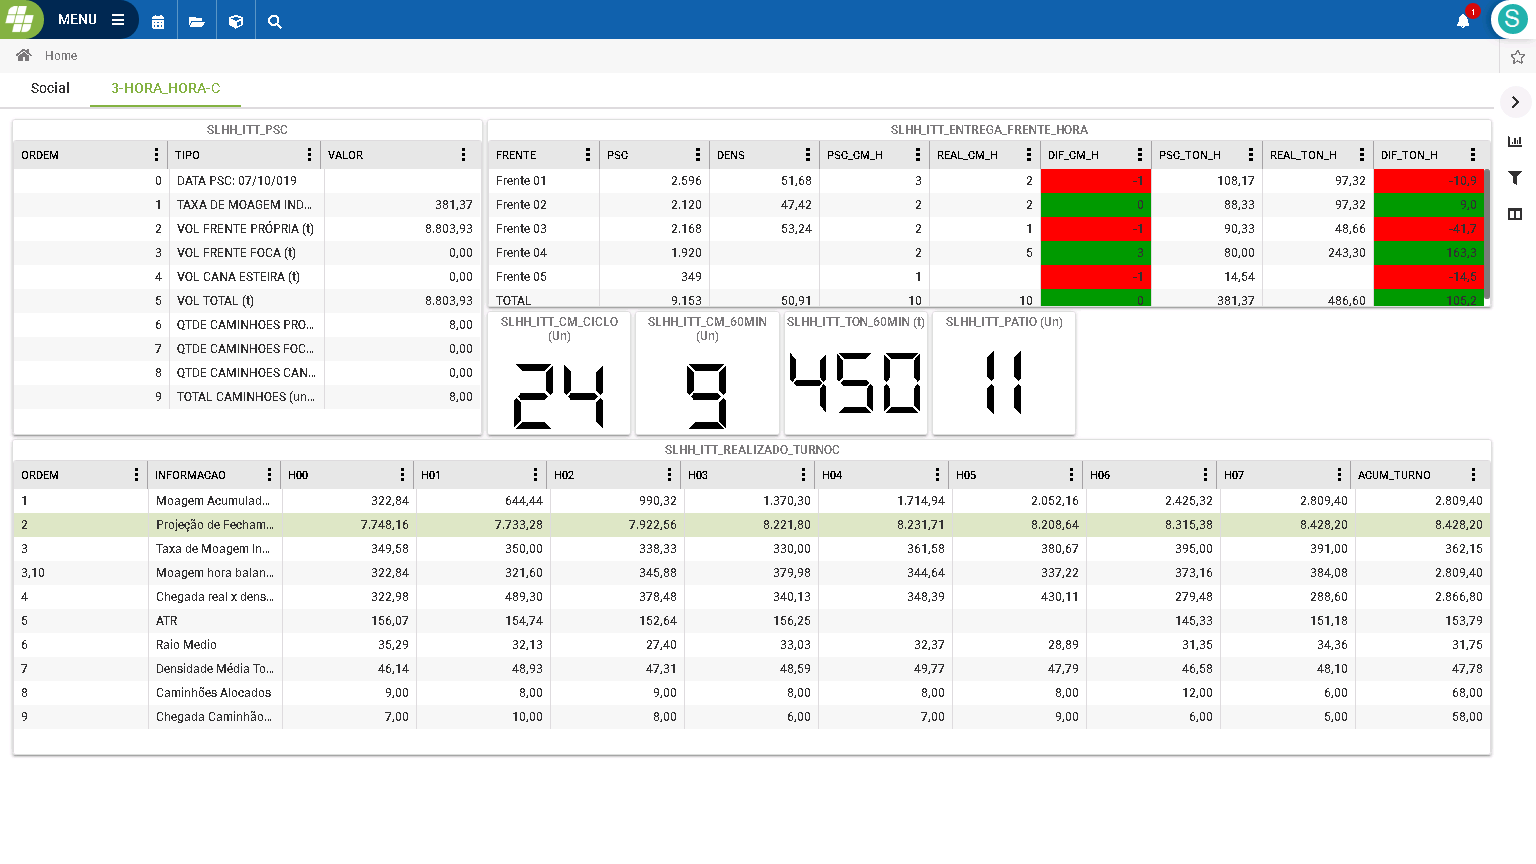 MENU
1
S
Home
Social 3-HORA_HORA-C
SLHH_ITT_PSC
ORDEM TIPO VALOR
0 DATA PSC: 07/10/019
1 TAXA DE MOAGEM IND... 381,37
2 VOL FRENTE PRÓPRIA (t) 8.803,93
3 VOL FRENTE FOCA (t) 0,00
4 VOL CANA ESTEIRA (t) 0,00
5 VOL TOTAL (t) 8.803,93
6 QTDE CAMINHOES PRO... 8,00
7 QTDE CAMINHOES FOC... 0,00
8 QTDE CAMINHOES CAN... 0,00
9 TOTAL CAMINHOES (un... 8,00
SLHH_ITT_ENTREGA_FRENTE_HORA
FRENTE PSC DENS PSC_CM_H REAL_CM_H DIF_CM_H PSC_TON_H REAL_TON_H DIF_TON_H
Frente 01 2.596 51,68 3 2 -1 108,17 97,32 -10,9
Frente 02 2.120 47,42 2 2 0 88,33 97,32 9,0
Frente 03 2.168 53,24 2 1 -1 90,33 48,66 -41,7
Frente 04 1.920 2 5 3 80,00 243,30 163,3
Frente 05 349 1 -1 14,54 -14,5
TOTAL 9.153 50,91 10 10 0 381,37 486,60 105,2
SLHH_ITT_CM_CICLO
(Un)
24
SLHH_ITT_CM_60MIN
(Un)
9
SLHH_ITT_TON_60MIN (t)
450
SLHH_ITT_PATIO (Un)
11
SLHH_ITT_REALIZADO_TURNOC
ORDEM INFORMACAO H00 H01 H02 H03 H04 H05 H06 H07 ACUM_TURNO
1 Moagem Acumulad... 322,84 644,44 990,32 1.370,30 1.714,94 2.052,16 2.425,32 2.809,40 2.809,40
2 Projeção de Fecham... 7.748,16 7.733,28 7.922,56 8.221,80 8.231,71 8.208,64 8.315,38 8.428,20 8.428,20
3 Taxa de Moagem In... 349,58 350,00 338,33 330,00 361,58 380,67 395,00 391,00 362,15
3,10 Moagem hora balan... 322,84 321,60 345,88 379,98 344,64 337,22 373,16 384,08 2.809,40
4 Chegada real x dens... 322,98 489,30 378,48 340,13 348,39 430,11 279,48 288,60 2.866,80
5 ATR 156,07 154,74 152,64 156,25 145,33 151,18 153,79
6 Raio Medio 35,29 32,13 27,40 33,03 32,37 28,89 31,35 34,36 31,75
7 Densidade Média To... 46,14 48,93 47,31 48,59 49,77 47,79 46,58 48,10 47,78
8 Caminhões Alocados 9,00 8,00 9,00 8,00 8,00 8,00 12,00 6,00 68,00
9 Chegada Caminhão... 7,00 10,00 8,00 6,00 7,00 9,00 6,00 5,00 58,00